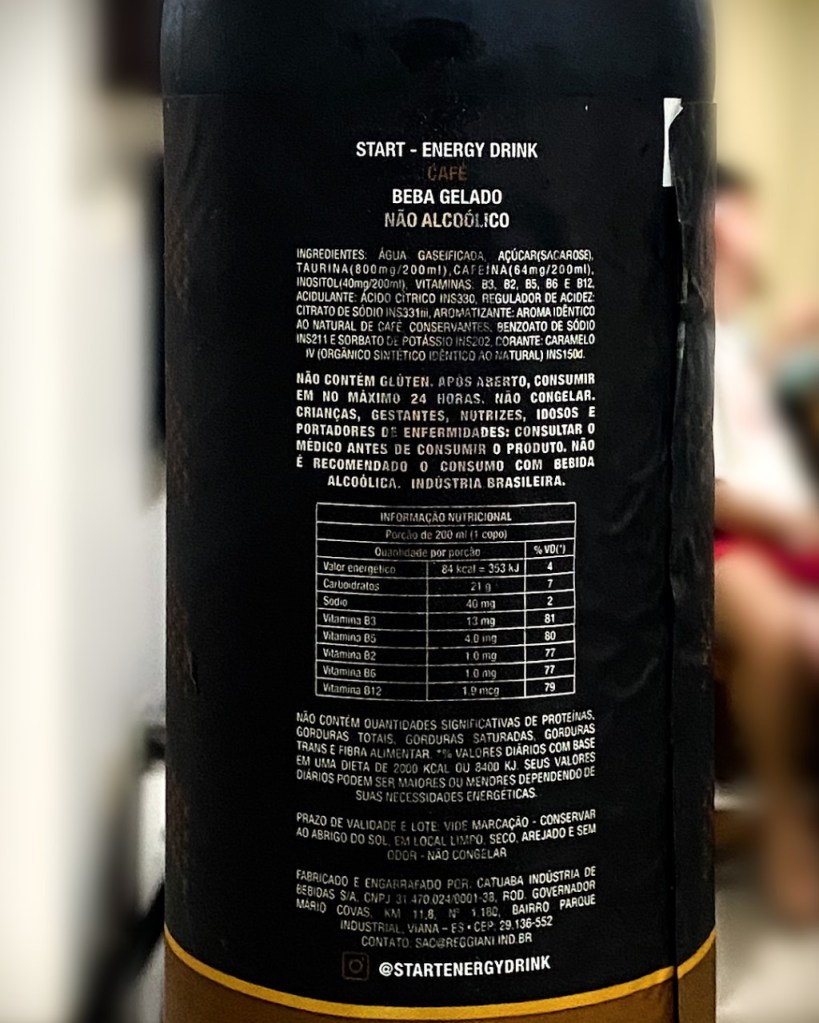 START - ENERGY DRINK
CAFÉ
BEBA GELADO
NÃO ALCOÓLICO
INGREDIENTES: ÁGUA GASEIFICADA, AÇÚCAR(SACAROSE),
TAURINA(800mg/200ml),CAFEÍNA(64mg/200ml),
INOSITOL(40mg/200ml), VITAMINAS: B3, B2, B5, B6 E B12,
ACIDULANTE: ÁCIDO CÍTRICO INS330, REGULADOR DE ACIDEZ:
CITRATO DE SÓDIO INS331iii, AROMATIZANTE: AROMA IDÊNTICO
AO NATURAL DE CAFÉ, CONSERVANTES: BENZOATO DE SÓDIO
INS211 E SORBATO DE POTÁSSIO INS202, CORANTE: CARAMELO
IV (ORGÂNICO SINTÉTICO IDÊNTICO AO NATURAL) INS150d.
NÃO CONTÉM GLÚTEN. APÓS ABERTO, CONSUMIR
EM NO MÁXIMO 24 HORAS. NÃO CONGELAR.
CRIANÇAS, GESTANTES, NUTRIZES, IDOSOS E
PORTADORES DE ENFERMIDADES: CONSULTAR O
MÉDICO ANTES DE CONSUMIR O PRODUTO. NÃO
É RECOMENDADO O CONSUMO COM BEBIDA
ALCOÓLICA. INDÚSTRIA BRASILEIRA.
INFORMAÇÃO NUTRICIONAL
Porção de 200 ml (1 copo)
Quantidade por porção % VD(*)
Valor energético 84 kcal = 353 kJ 4
Carboidratos 21 g 7
Sódio 40 mg 2
Vitamina B3 13 mg 81
Vitamina B5 4.0 mg 80
Vitamina B2 1.0 mg 77
Vitamina B6 1.0 mg 77
Vitamina B12 1.9 mcg 79
NÃO CONTÉM QUANTIDADES SIGNIFICATIVAS DE PROTEÍNAS,
GORDURAS TOTAIS, GORDURAS SATURADAS, GORDURAS
TRANS E FIBRA ALIMENTAR. *% VALORES DIÁRIOS COM BASE
EM UMA DIETA DE 2000 KCAL OU 8400 KJ. SEUS VALORES
DIÁRIOS PODEM SER MAIORES OU MENORES DEPENDENDO DE
SUAS NECESSIDADES ENERGÉTICAS.
PRAZO DE VALIDADE E LOTE: VIDE MARCAÇÃO - CONSERVAR
AO ABRIGO DO SOL, EM LOCAL LIMPO, SECO, AREJADO E SEM
ODOR - NÃO CONGELAR
FABRICADO E ENGARRAFADO POR: CATUABA INDÚSTRIA DE
BEBIDAS S/A. CNPJ 31.470.024/0001-38, ROD. GOVERNADOR
MÁRIO COVAS, KM 11,8, Nº 1.180, BAIRRO PARQUE
INDUSTRIAL, VIANA – ES • CEP: 29.136-552
CONTATO: SAC@REGGIANI.IND.BR
@STARTENERGYDRINK